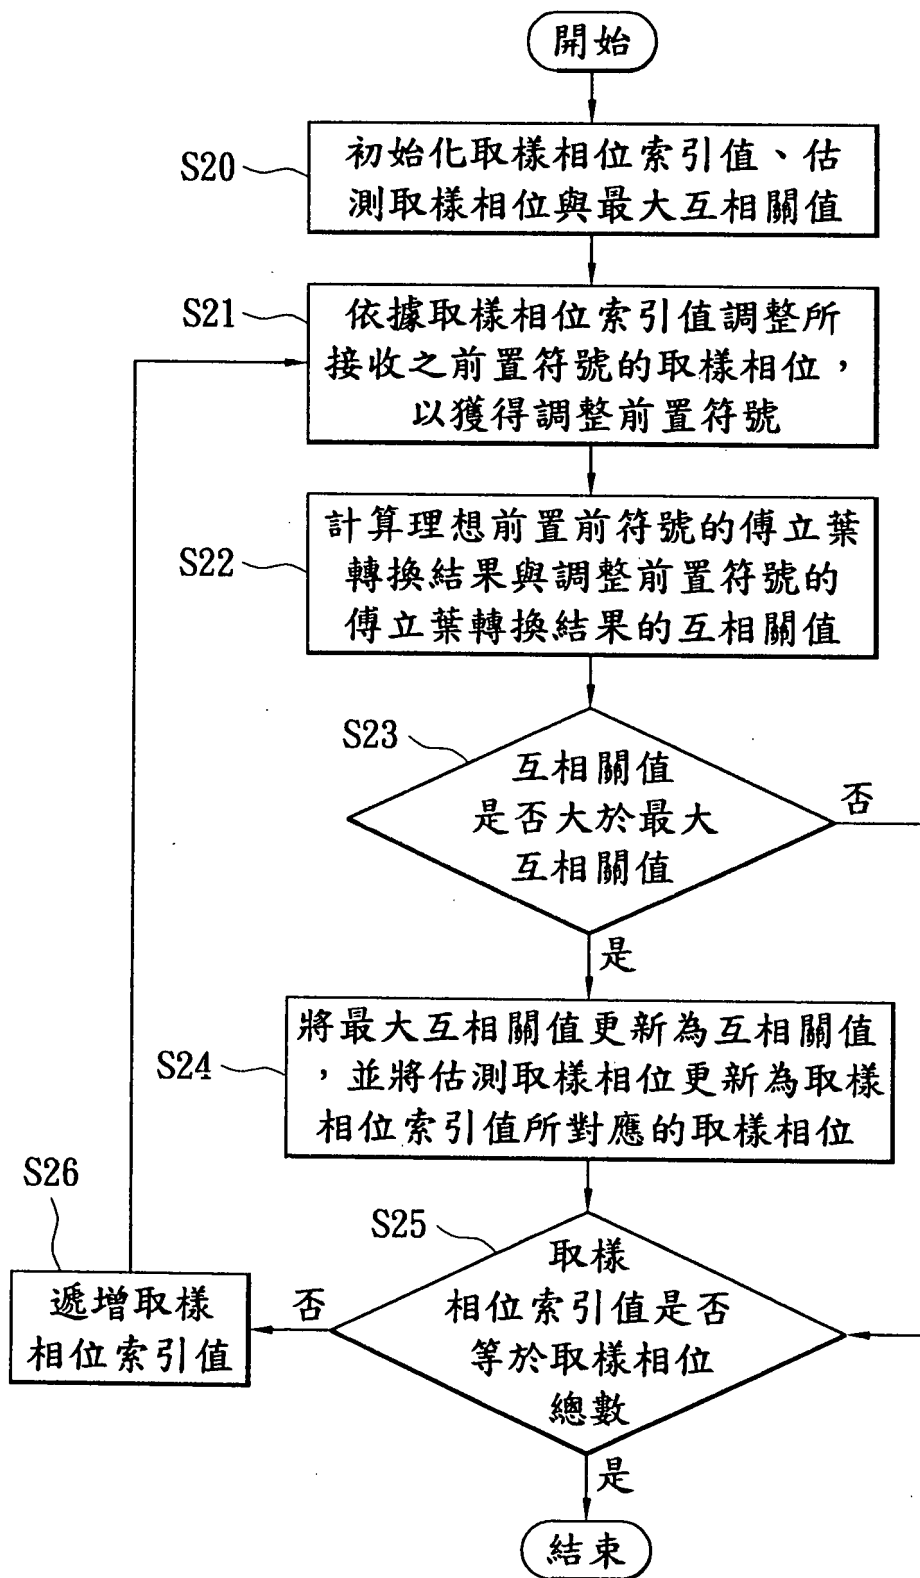 開始
S20
初始化取樣相位索引值、估
測取樣相位與最大互相關值
S21
依據取樣相位索引值調整所
接收之前置符號的取樣相位，
以獲得調整前置符號
S22
計算理想前置前符號的傅立葉
轉換結果與調整前置符號的
傅立葉轉換結果的互相關值
S23
互相關值
是否大於最大
互相關值
否
是
S24
將最大互相關值更新為互相關值
，並將估測取樣相位更新為取樣
相位索引值所對應的取樣相位
S25
取樣
相位索引值是否
等於取樣相位
總數
否
S26
遞增取樣
相位索引值
是
結束